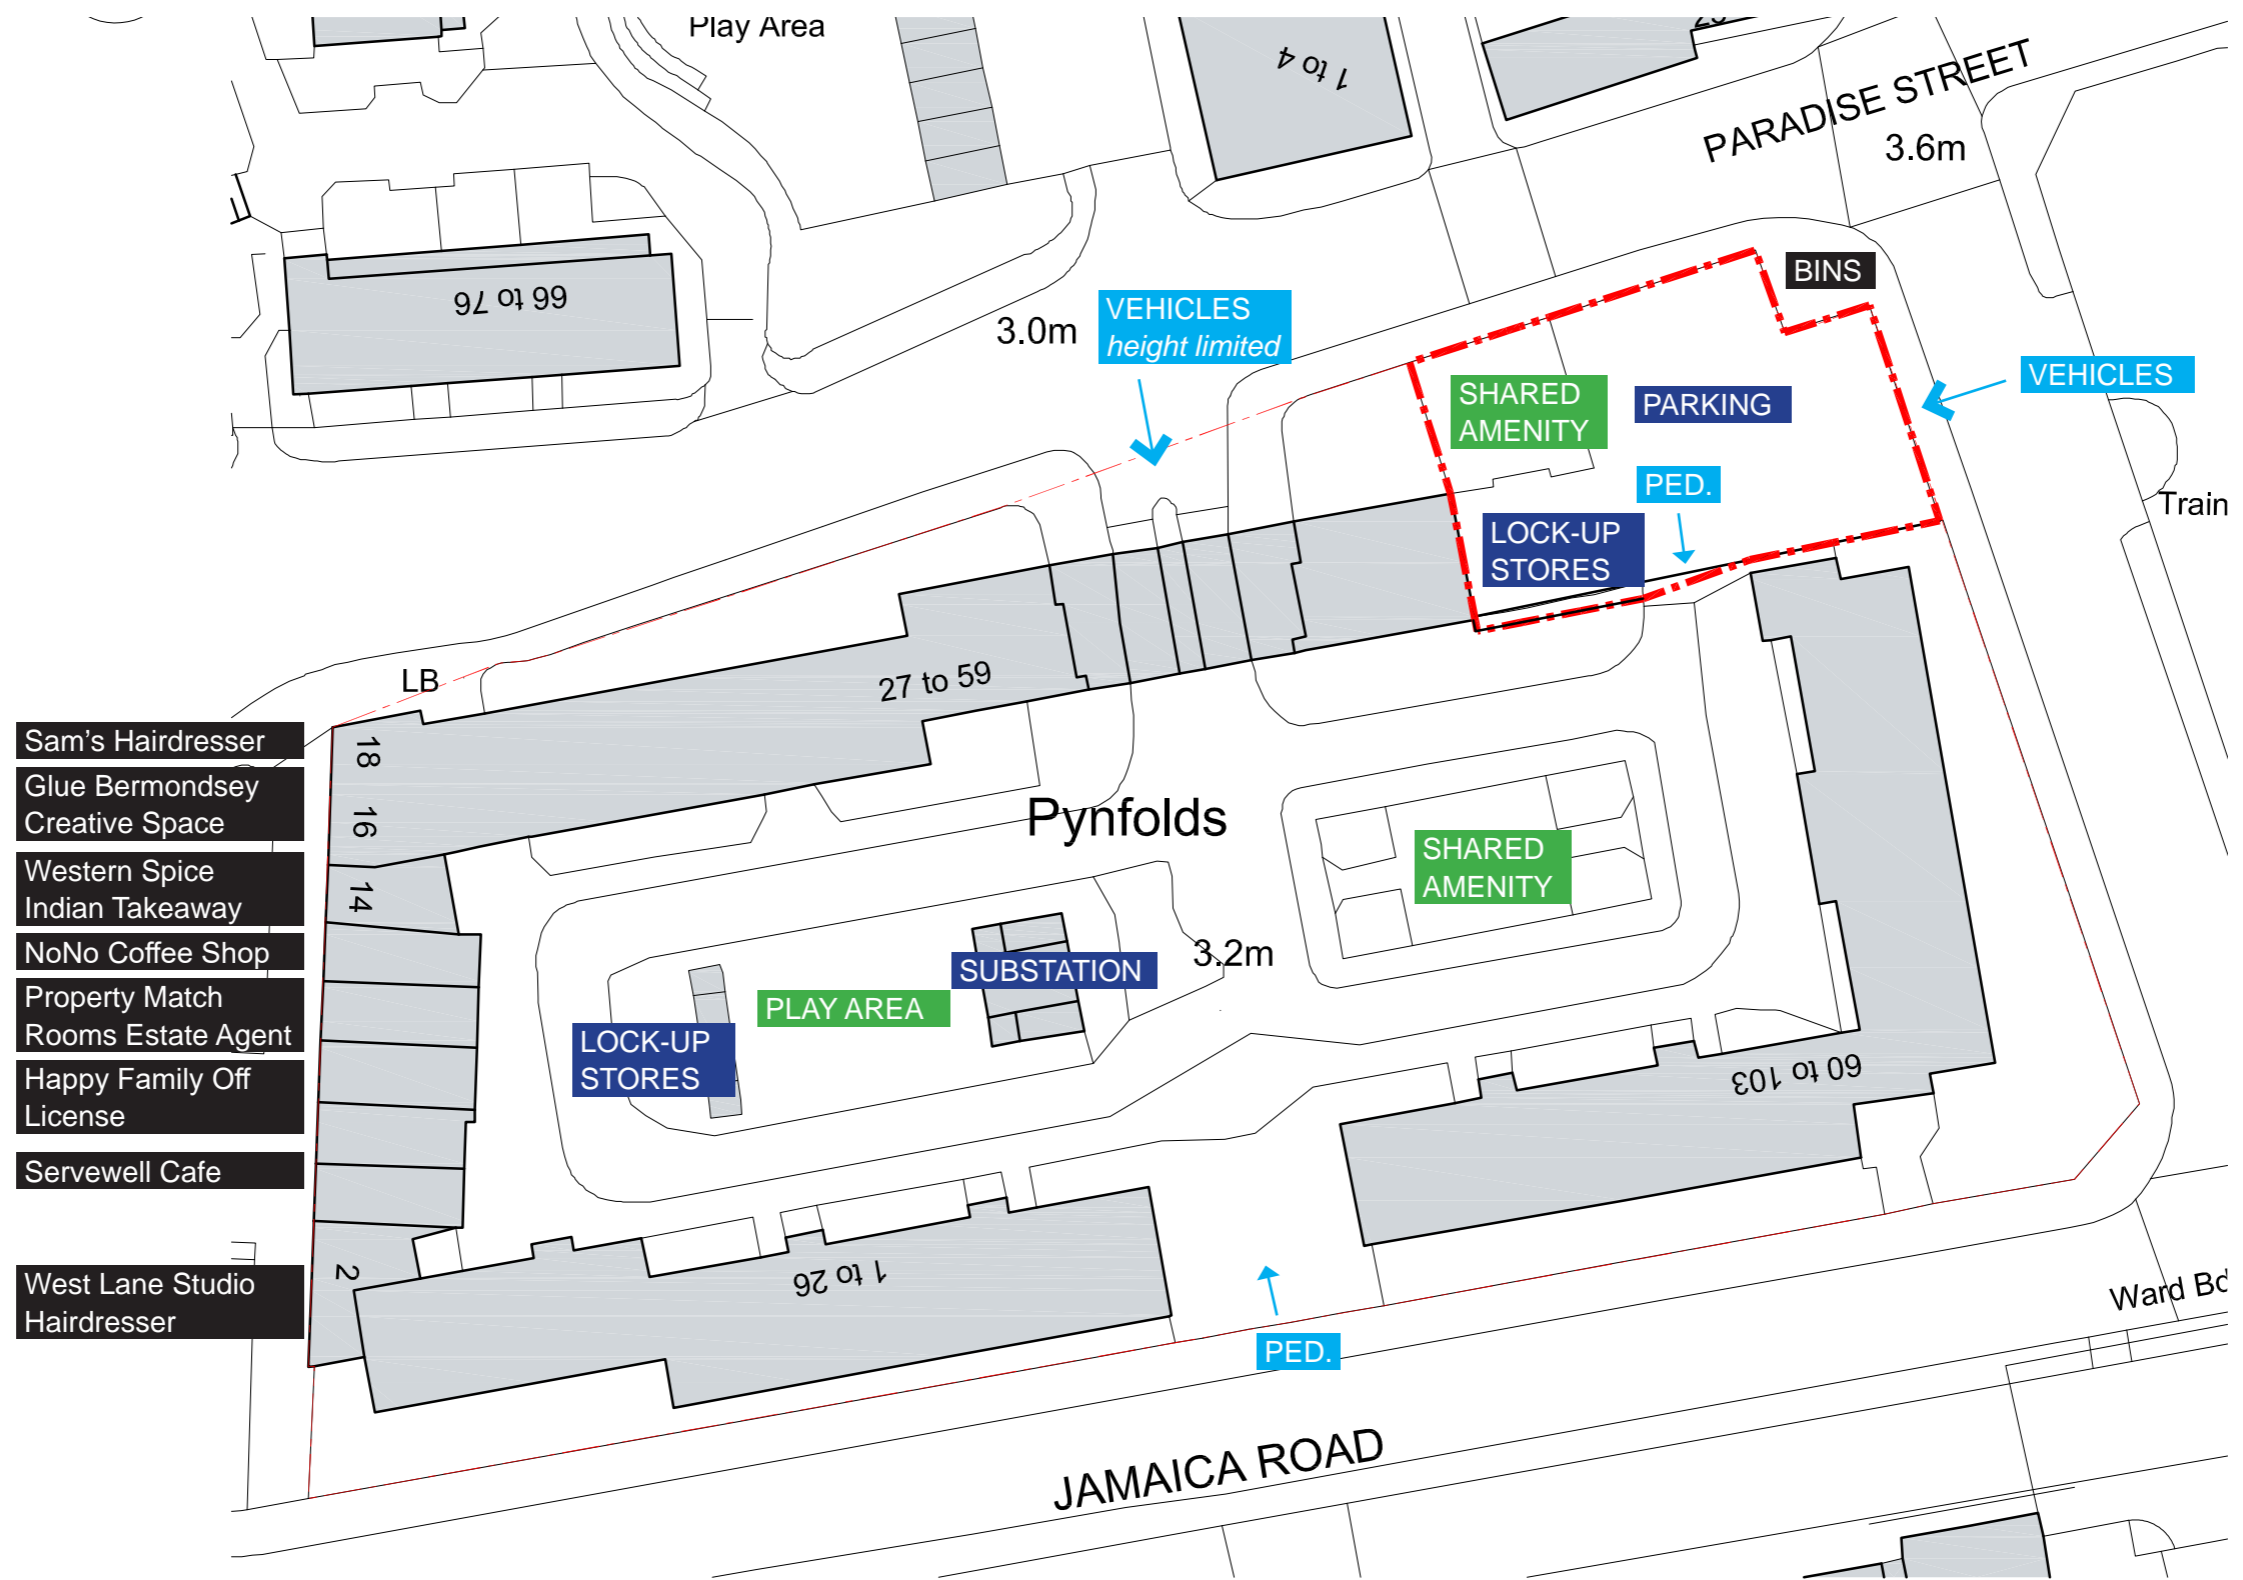 Play Area
1 to 4
PARADISE STREET
3.6m
66 to 76
3.0m
VEHICLES
height limited
BINS
VEHICLES
SHARED
AMENITY
PARKING
PED.
LOCK-UP
STORES
Train
LB
27 to 59
Sam's Hairdresser
18
Glue Bermondsey
Creative Space
16
Pynfolds
Western Spice
Indian Takeaway
14
SHARED
AMENITY
NoNo Coffee Shop
SUBSTATION
3.2m
Property Match
Rooms Estate Agent
PLAY AREA
LOCK-UP
STORES
Happy Family Off
License
60 to 103
Servewell Cafe
West Lane Studio
Hairdresser
2
1 to 26
PED.
Ward Bd
JAMAICA ROAD